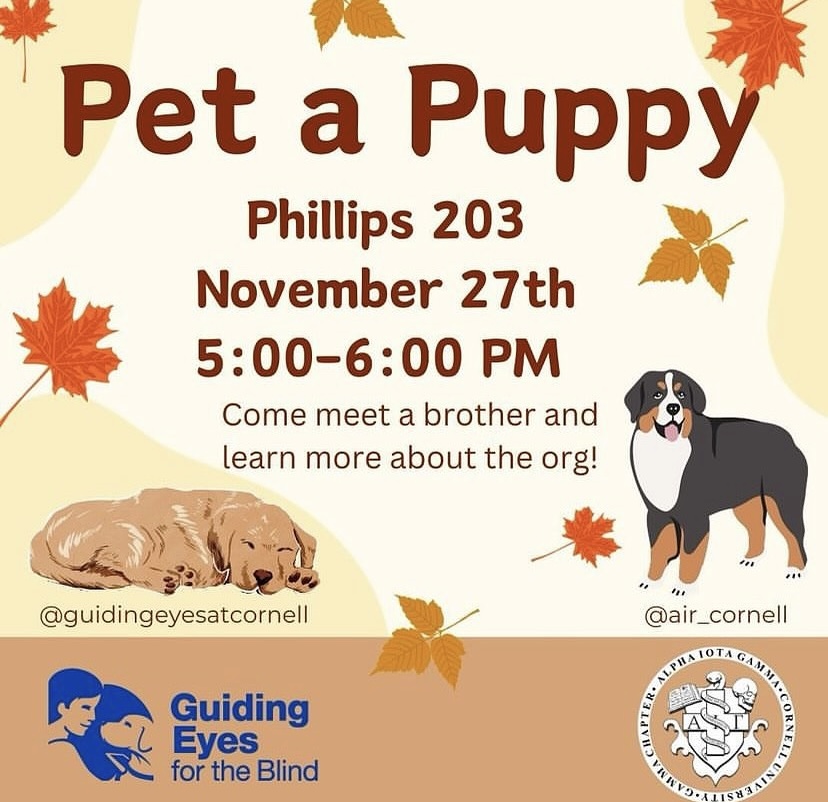 Pet a Puppy
Phillips 203
November 27th
5:00-6:00 PM
Come meet a brother and
learn more about the org!
@guidingeyesatcornell
@air_cornell
Guiding
Eyes
for the Blind
GAMMA CHAPTER • ALPHA IOTA GAMMA • CORNELL UNIVERSITY •
A I Γ